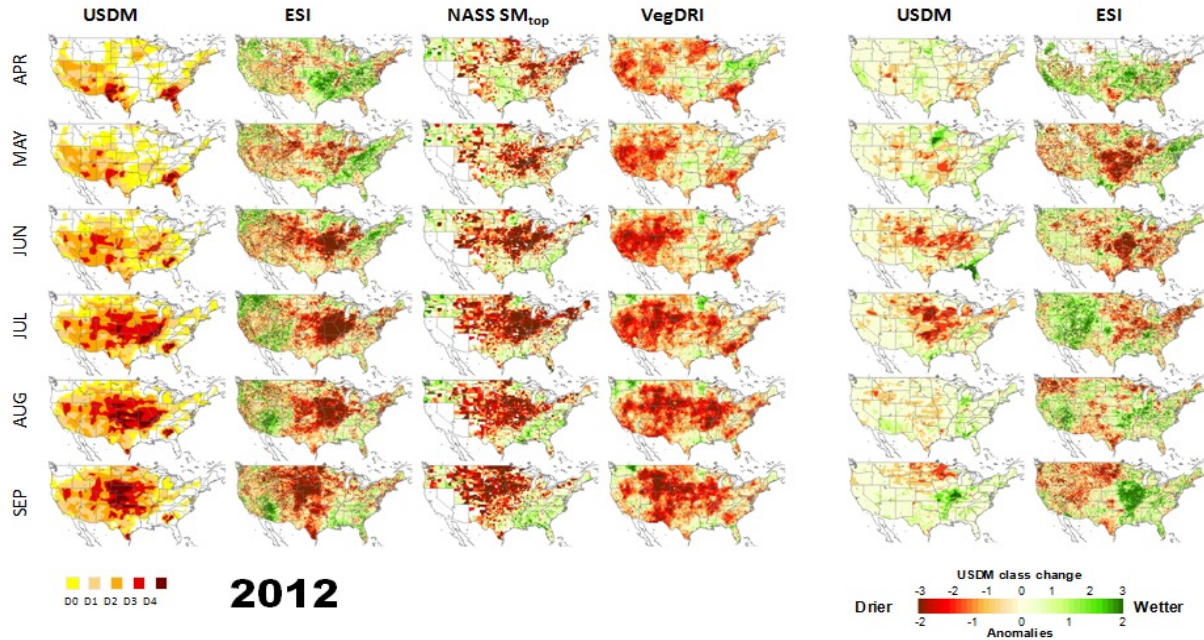 USDM ESI NASS SMtop VegDRI USDM ESI
APR
MAY
JUN
JUL
AUG
SEP
D0 D1 D2 D3 D4
2012
USDM class change
-3 -2 -1 0 1 2 3
Drier Wetter
-2 -1 0 1 2
Anomalies